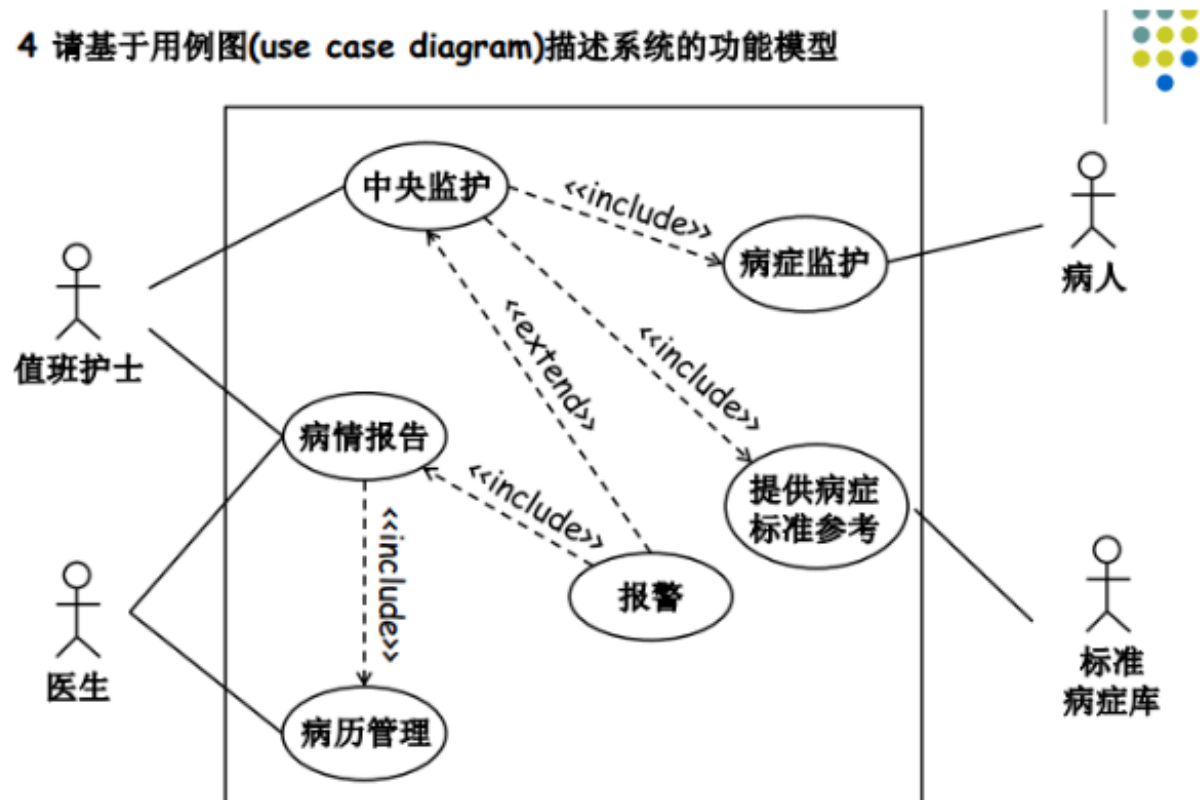 4 请基于用例图(use case diagram)描述系统的功能模型
中央监护
<<include>>
病症监护
病人
值班护士
<<extend>>
<<include>>
病情报告
<<include>>
提供病症
标准参考
<<include>>
报警
医生
标准
病症库
病历管理